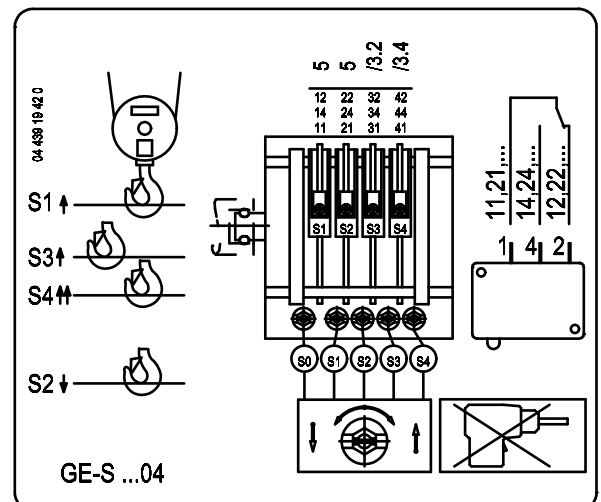 04 439 19 42 0
S1
S3
S4
S2
GE-S ...04
5 5 /3.2 /3.4
12 22 32 42
14 24 34 44
11 21 31 41
S1 S2 S3 S4
S0 S1 S2 S3 S4
11,21,...
14,24,...
12,22,...
1 4 2